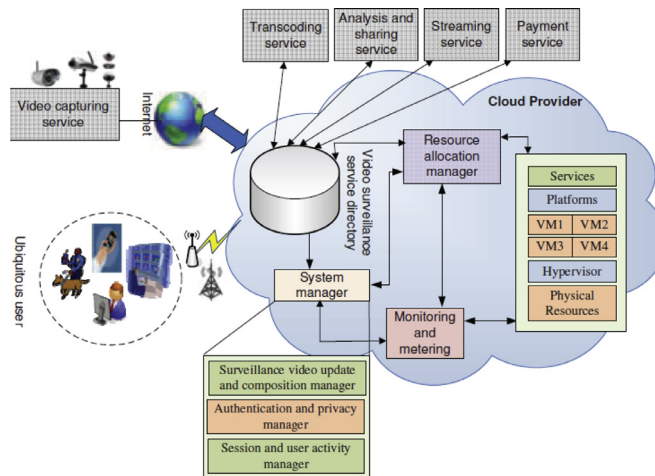 Transcoding
service
Analysis and
sharing service
Streaming
service
Payment
service
Video capturing
service
Internet
Cloud Provider
Video surveillance
service directory
Resource
allocation
manager
Services
Platforms
VM1
VM2
VM3
VM4
Hypervisor
Physical
Resources
Ubiquitous user
System
manager
Monitoring
and
metering
Surveillance video update
and composition manager
Authentication and privacy
manager
Session and user activity
manager